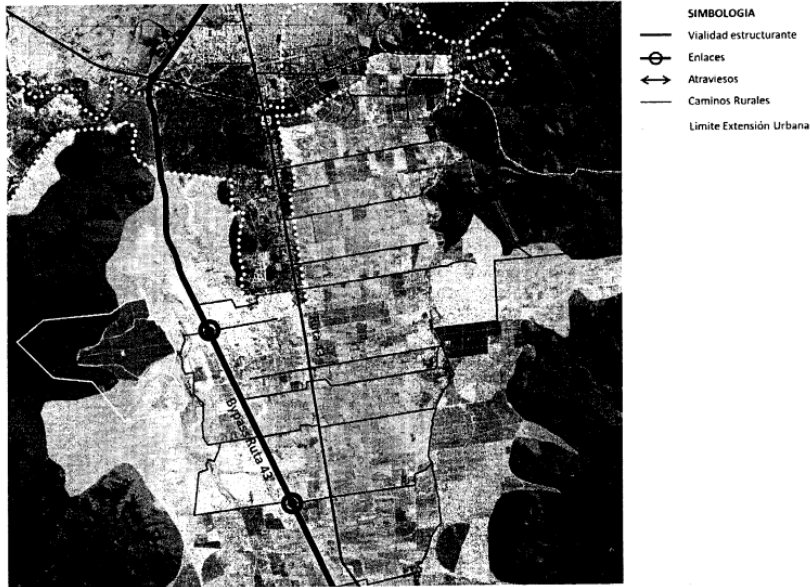 SIMBOLOGIA
Vialidad estructurante
Enlaces
Atraviesos
Caminos Rurales
Limite Extensión Urbana
Bypass Ruta 43